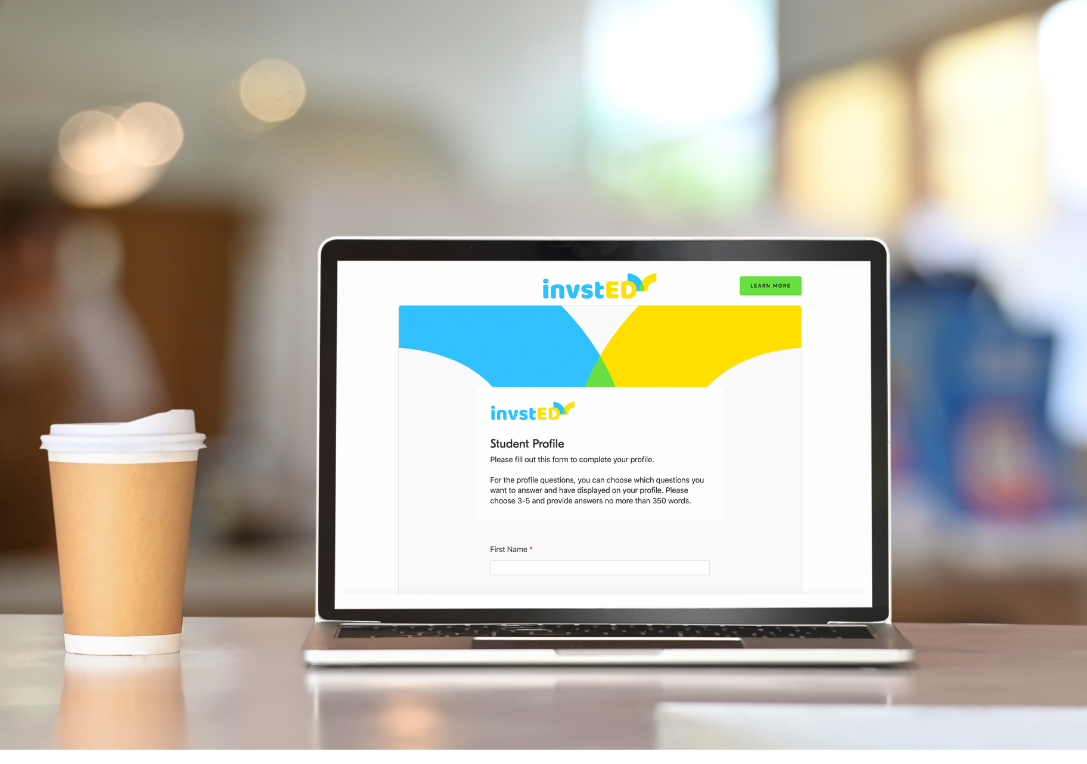 invstED
LEARN MORE
invstED
Student Profile
Please fill out this form to complete your profile.
For the profile questions, you can choose which questions you
want to answer and have displayed on your profile. Please
choose 3-5 and provide answers no more than 350 words.
First Name *